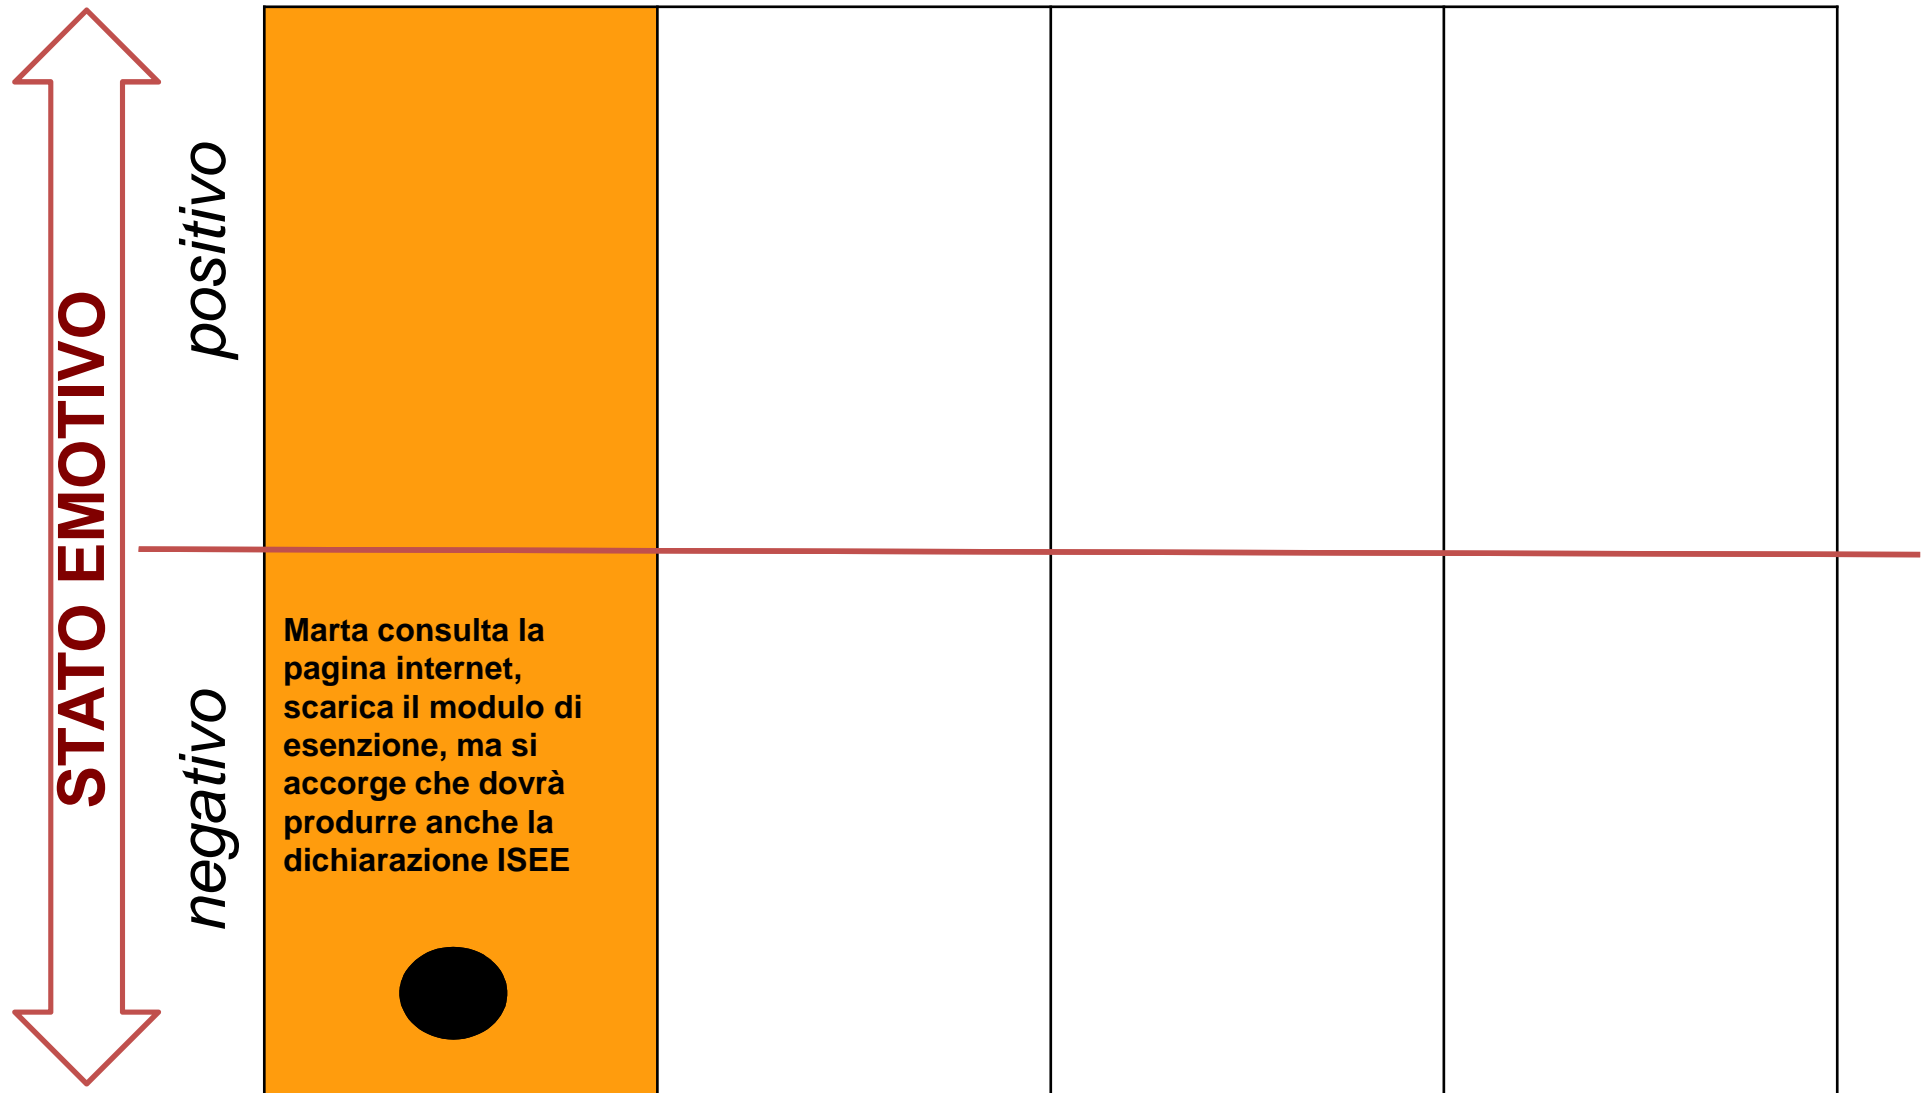 STATO EMOTIVO
positivo
negativo
Marta consulta la
pagina internet,
scarica il modulo di
esenzione, ma si
accorge che dovrà
produrre anche la
dichiarazione ISEE